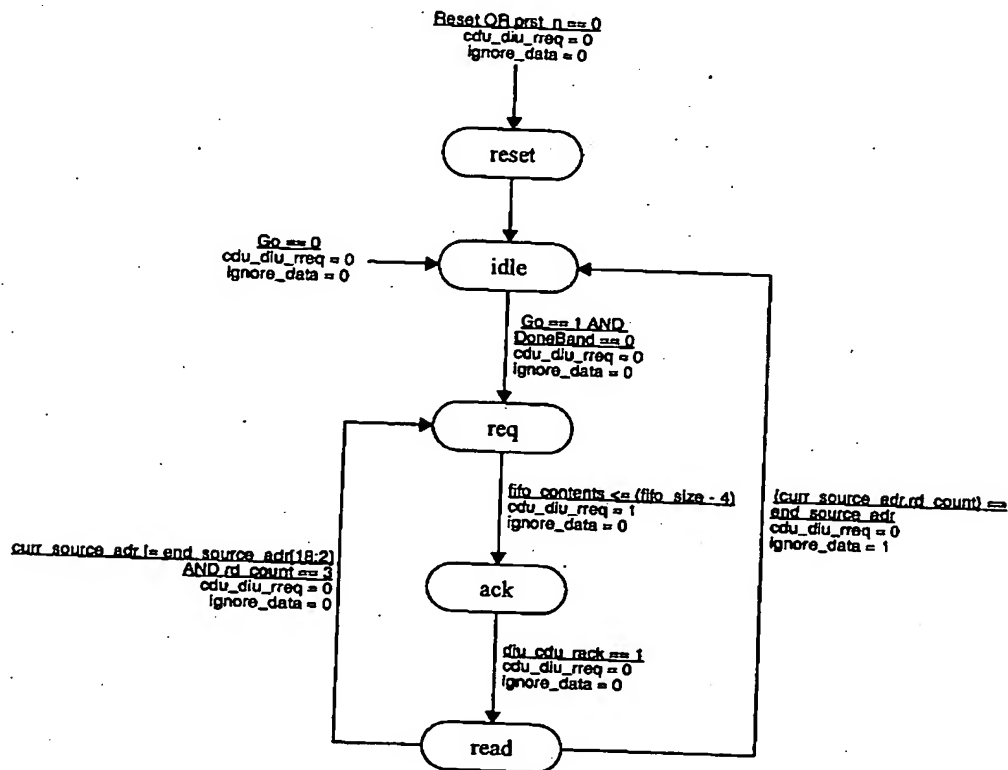 Reset OR prst_n == 0
cdu_diu_rreq = 0
ignore_data = 0
reset
Go == 0
cdu_diu_rreq = 0
ignore_data = 0
idle
Go == 1 AND
DoneBand == 0
cdu_diu_rreq = 0
ignore_data = 0
req
fifo_contents <= (fifo_size - 4)
cdu_diu_rreq = 1
ignore_data = 0
{curr_source_adr,rd_count} ==
end_source_adr
cdu_diu_rreq = 0
ignore_data = 1
curr_source_adr != end_source_adr[18:2]
AND rd_count == 3
cdu_diu_rreq = 0
ignore_data = 0
ack
diu_cdu_rack == 1
cdu_diu_rreq = 0
ignore_data = 0
read